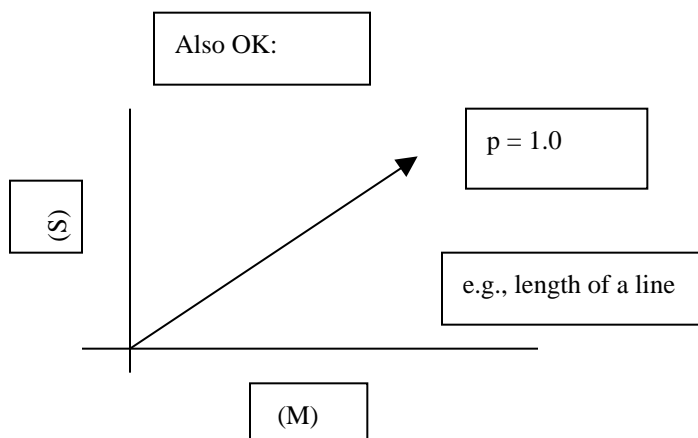 Also OK:
p = 1.0
(S)
e.g., length of a line
(M)